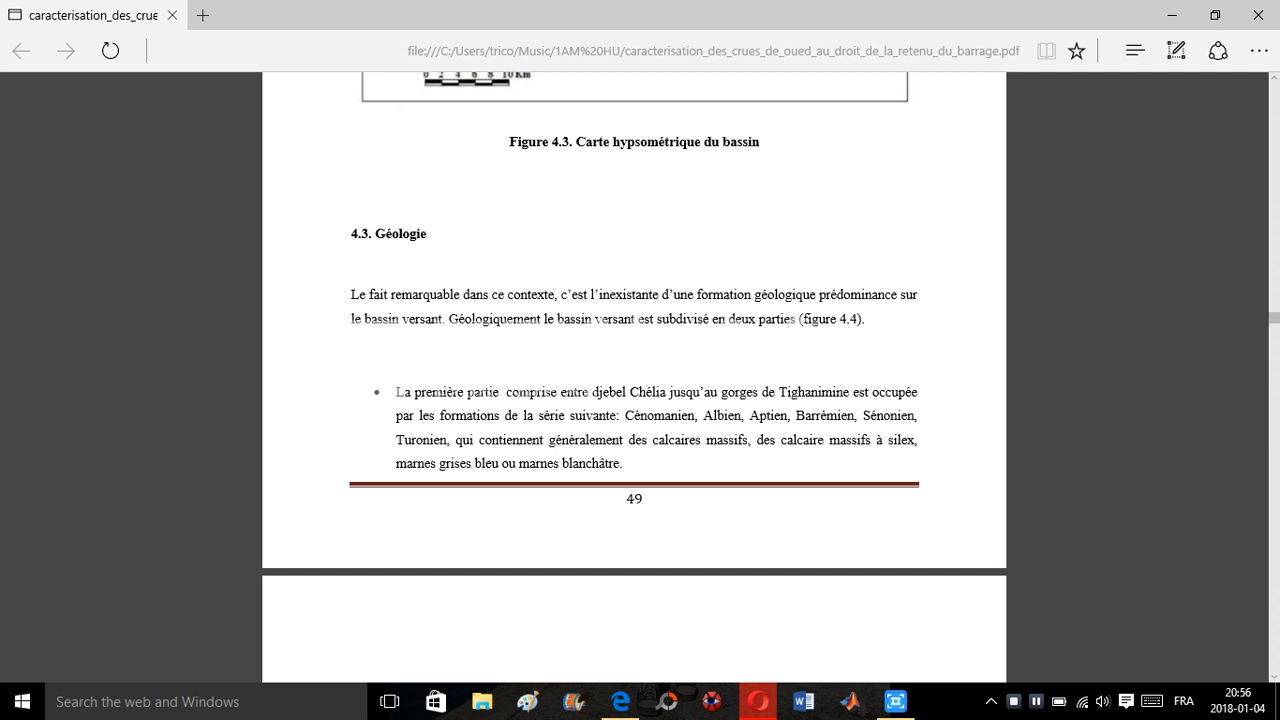 caracterisation_des_crue
file:///C:/Users/trico/Music/1AM%20HU/caracterisation_des_crues_de_oued_au_droit_de_la_retenu_du_barrage.pdf
0 2 4 6 8 10 Km
Figure 4.3. Carte hypsométrique du bassin
4.3. Géologie
Le fait remarquable dans ce contexte, c’est l’inexistante d’une formation géologique prédominance sur
le bassin versant. Géologiquement le bassin versant est subdivisé en deux parties (figure 4.4).
• La première partie comprise entre djebel Chélia jusqu’au gorges de Tighanimine est occupée
par les formations de la série suivante: Cénomanien, Albien, Aptien, Barrémien, Sénonien,
Turonien, qui contiennent généralement des calcaires massifs, des calcaire massifs à silex,
marnes grises bleu ou marnes blanchâtre.
49
Search the web and Windows
FRA
20:56
2018-01-04